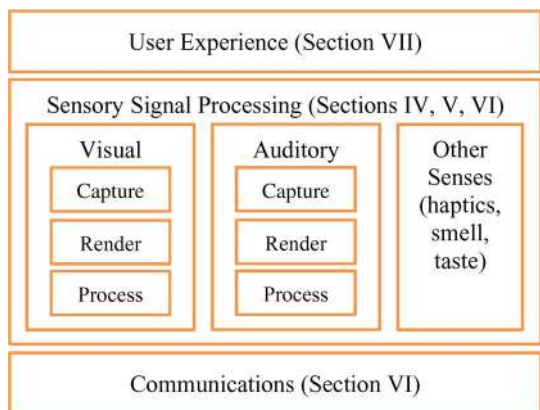 User Experience (Section VII)
Sensory Signal Processing (Sections IV, V, VI)
Visual
Capture
Render
Process
Auditory
Capture
Render
Process
Other
Senses
(haptics,
smell,
taste)
Communications (Section VI)